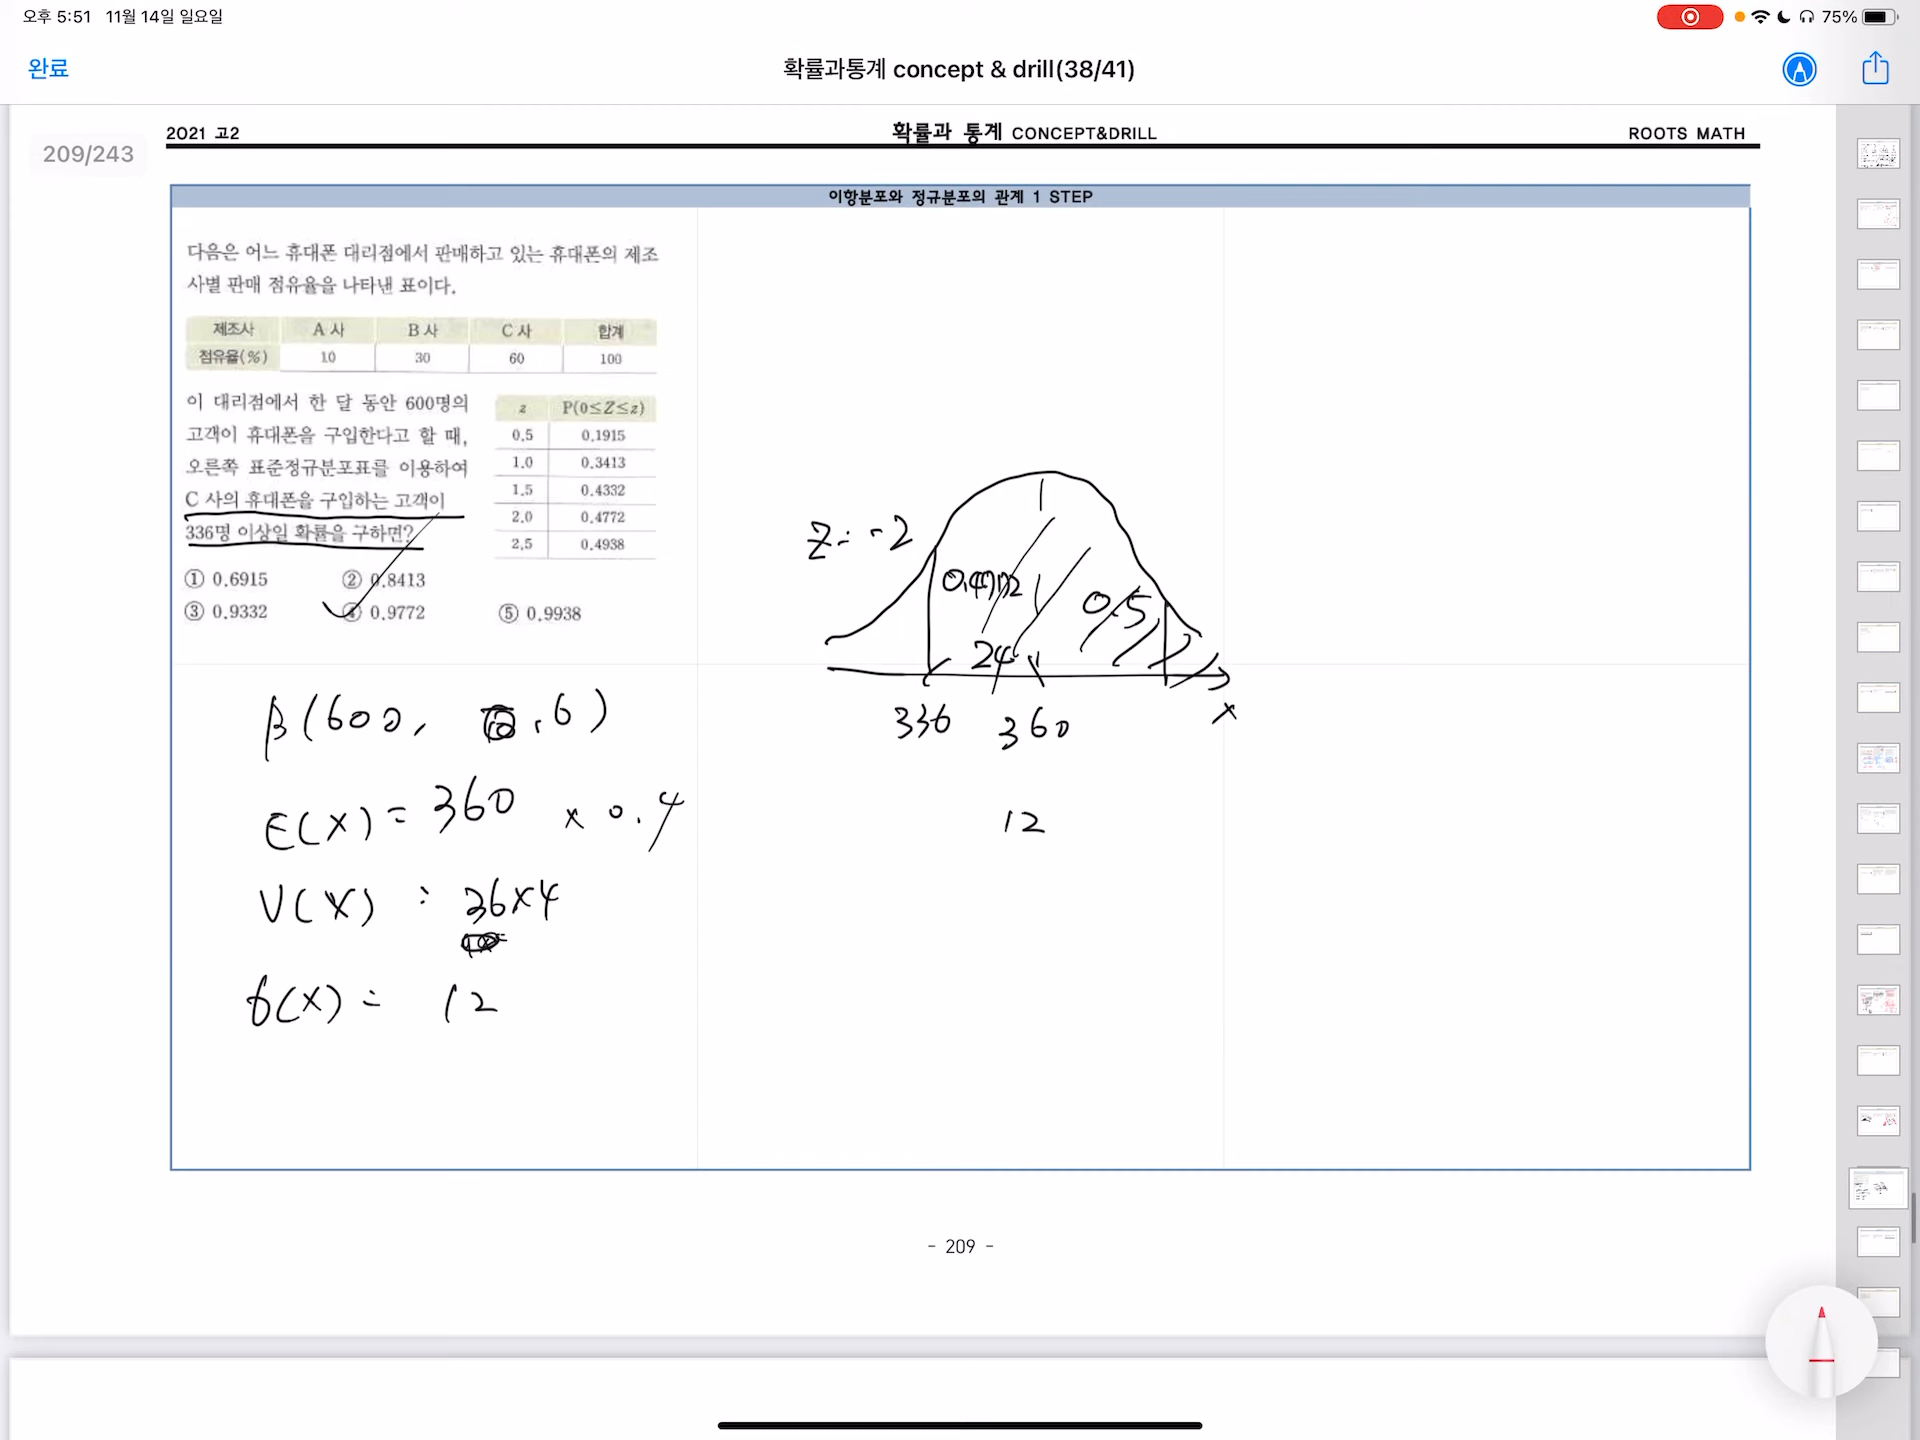 오후 5:51 11월 14일 일요일
75%
완료
확률과통계 concept & drill(38/41)
209/243
2021 고2
확률과 통계 CONCEPT&DRILL
ROOTS MATH
이항분포와 정규분포의 관계 1 STEP
다음은 어느 휴대폰 대리점에서 판매하고 있는 휴대폰의 제조
사별 판매 점유율을 나타낸 표이다.
제조사 A 사 B 사 C 사 합계
점유율(%) 10 30 60 100
이 대리점에서 한 달 동안 600명의
고객이 휴대폰을 구입한다고 할 때,
오른쪽 표준정규분포표를 이용하여
C 사의 휴대폰을 구입하는 고객이
336명 이상일 확률을 구하면?
z P(0≤Z≤z)
0.5 0.1915
1.0 0.3413
1.5 0.4332
2.0 0.4772
2.5 0.4938
① 0.6915 ② 0.8413
③ 0.9332 ④ 0.9772 ⑤ 0.9938
Z = -2
0.4772
0.5
24
336 360 x
12
B(600, 0.6)
E(X) = 360 x 0.4
V(X) : 36x4
σ(X) = 12
- 209 -